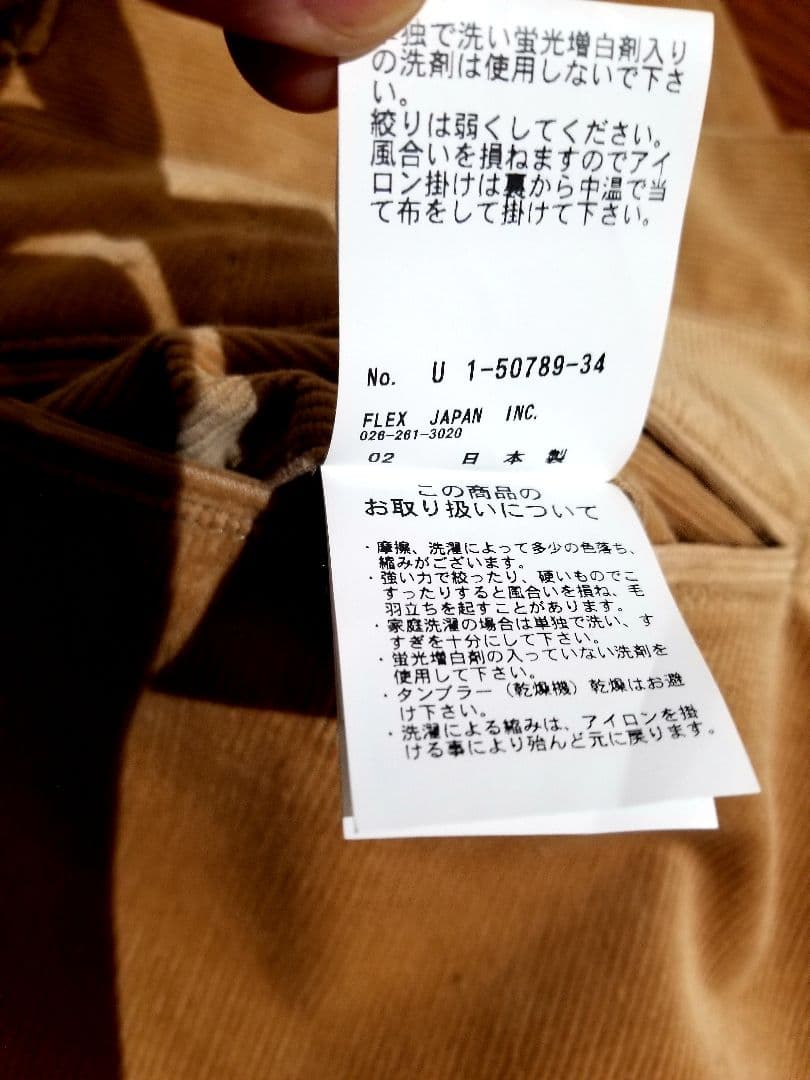 独で洗い蛍光増白剤入り
の洗剤は使用しないで下さ
い。
絞りは弱くしてください。
風合いを損ねますのでアイ
ロン掛けは裏から中温で当
て布をして掛けて下さい。
No. U 1-50789-34
FLEX JAPAN INC.
026-261-3020
02 日本製
この商品の
お取り扱いについて
・摩擦、洗濯によって多少の色落ち、
縮みがございます。
・強い力で絞ったり、硬いものでこ
すったりすると風合いを損ね、毛
羽立ちを起すことがあります。
・家庭洗濯の場合は単独で洗い、す
すぎを十分にして下さい。
・蛍光増白剤の入っていない洗剤を
使用して下さい。
・タンブラー（乾燥機）乾燥はお避
け下さい。
・洗濯による縮みは、アイロンを掛
ける事により殆んど元に戻ります。